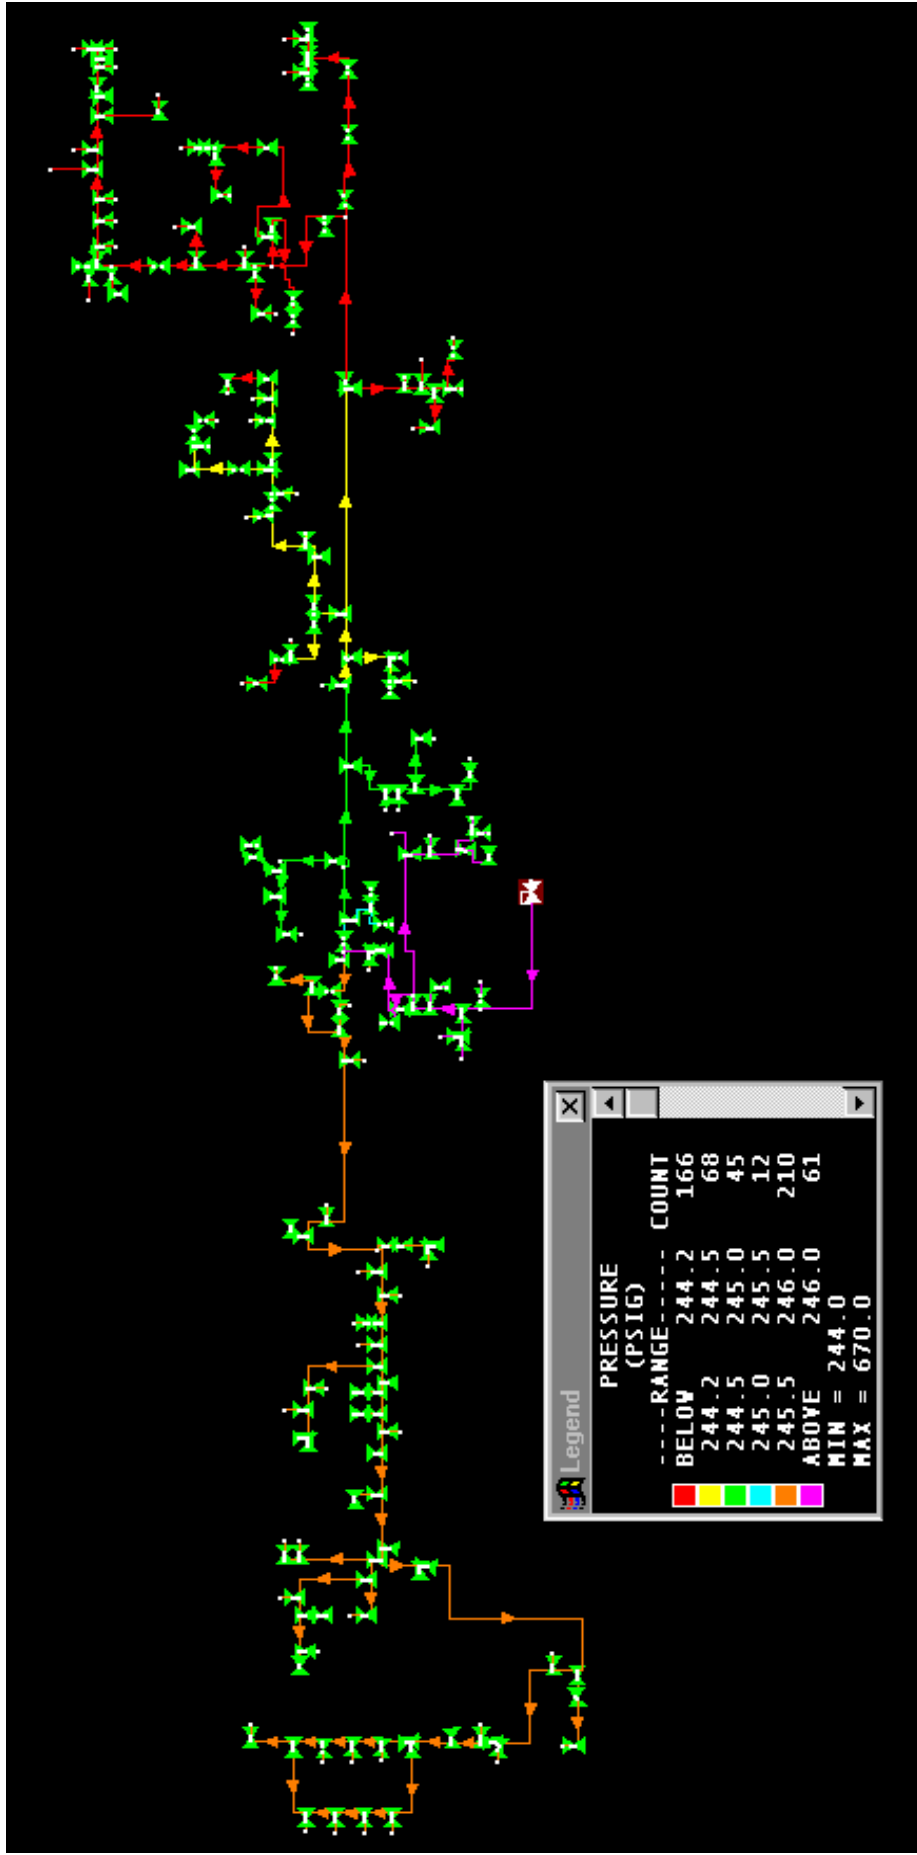 Legend
PRESSURE
(PSIG)
-----RANGE----- COUNT
BELOW 244.2 166
244.2 244.5 68
244.5 245.0 45
245.0 245.5 12
245.5 246.0 210
ABOVE 246.0 61
MIN = 244.0
MAX = 670.0